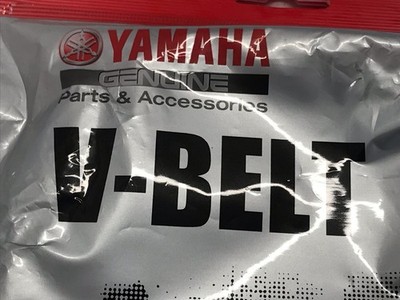 YAMAHA
GENUINE
Parts & Accessories
V-BELT